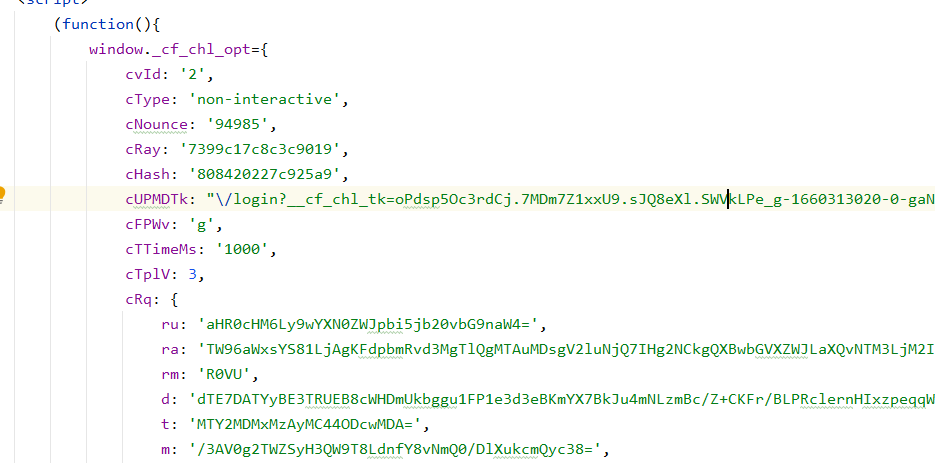 <script>
(function(){
window._cf_chl_opt={
cvId: '2',
cType: 'non-interactive',
cNounce: '94985',
cRay: '7399c17c8c3c9019',
cHash: '808420227c925a9',
cUPMDTk: "\/login?__cf_chl_tk=oPdsp5Oc3rdCj.7MDm7Z1xxU9.sJQ8eXl.SWVkLPe_g-1660313020-0-gaN
cFPWv: 'g',
cTTimeMs: '1000',
cTplV: 3,
cRq: {
ru: 'aHR0cHM6Ly9wYXN0ZWJpbi5jb20vbG9naW4=',
ra: 'TW96aWxsYS81LjAgKFdpbmRvd3MgTlQgMTAuMDsgV2luNjQ7IHg2NCkgQXBwbGVXZWJLaXQvNTM3LjM2I
rm: 'R0VU',
d: 'dTE7DATYyBE3TRUEB8cWHDmUkbggu1FP1e3d3eBKmYX7BkJu4mNLzmBc/Z+CKFr/BLPRclernHIxzpeqqW
t: 'MTY2MDMxMzAyMC44ODcwMDA=',
m: '/3AV0g2TWZSyH3QW9T8LdnfY8vNmQ0/DlXukcmQyc38=',